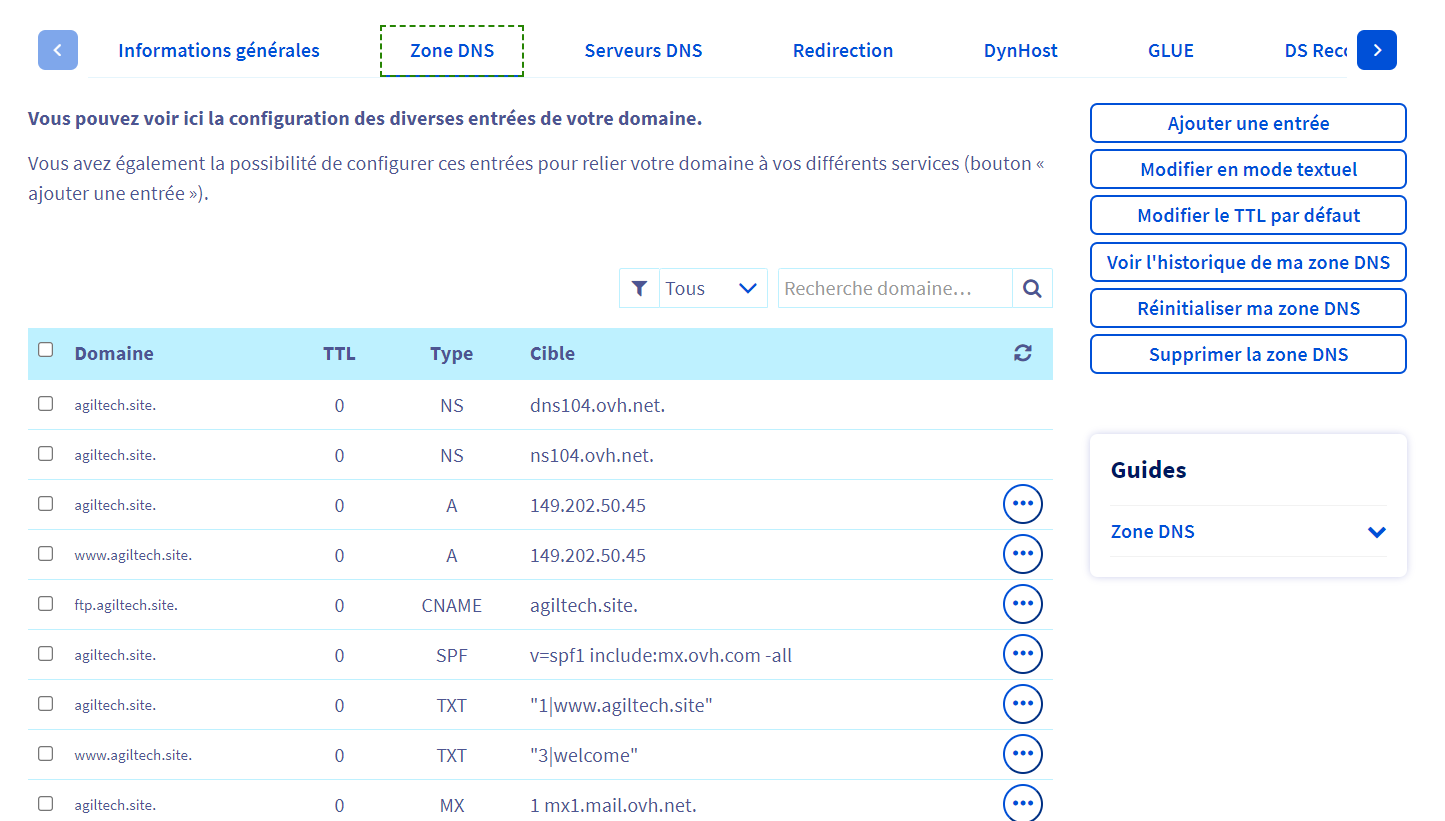 Informations générales Zone DNS Serveurs DNS Redirection DynHost GLUE DS Reco
Vous pouvez voir ici la configuration des diverses entrées de votre domaine.
Vous avez également la possibilité de configurer ces entrées pour relier votre domaine à vos différents services (bouton «
ajouter une entrée »).
Tous Recherche domaine…
Domaine TTL Type Cible
agiltech.site. 0 NS dns104.ovh.net.
agiltech.site. 0 NS ns104.ovh.net.
agiltech.site. 0 A 149.202.50.45
www.agiltech.site. 0 A 149.202.50.45
ftp.agiltech.site. 0 CNAME agiltech.site.
agiltech.site. 0 SPF v=spf1 include:mx.ovh.com -all
agiltech.site. 0 TXT "1|www.agiltech.site"
www.agiltech.site. 0 TXT "3|welcome"
agiltech.site. 0 MX 1 mx1.mail.ovh.net.
Ajouter une entrée
Modifier en mode textuel
Modifier le TTL par défaut
Voir l'historique de ma zone DNS
Réinitialiser ma zone DNS
Supprimer la zone DNS
Guides
Zone DNS